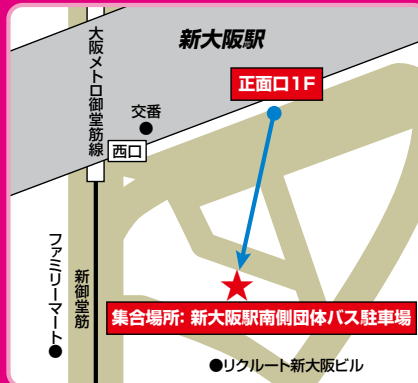 新大阪駅
大阪メトロ御堂筋線
正面口1F
交番
西口
ファミリーマート
新御堂筋
集合場所：新大阪駅南側団体バス駐車場
リクルート新大阪ビル